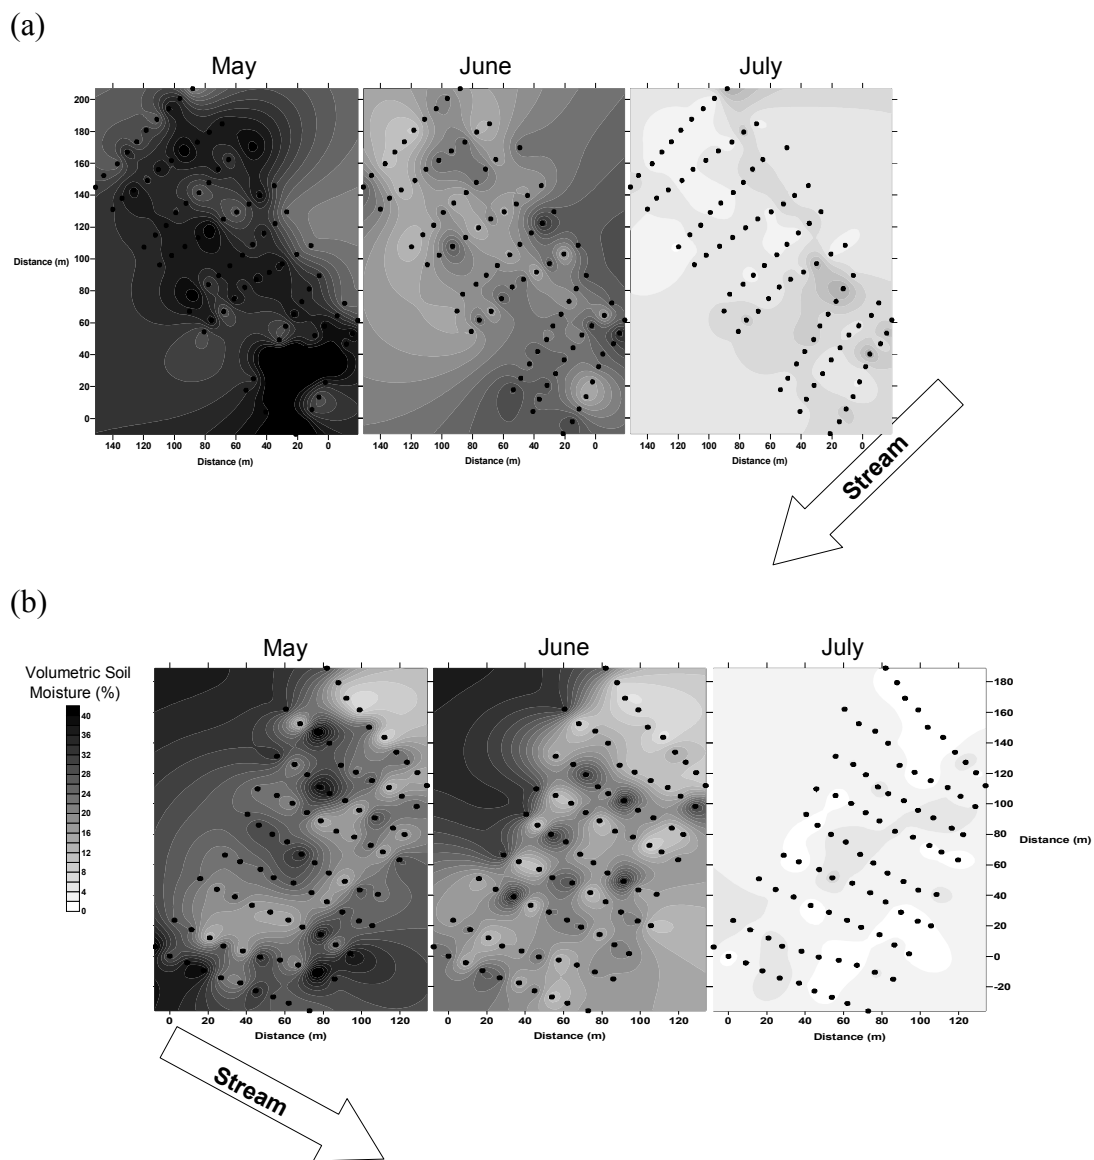 (a)
May June July
200
180
160
140
120
100
Distance (m)
80
60
40
20
0
140 120 100 80 60 40 20 0 140 120 100 80 60 40 20 0 140 120 100 80 60 40 20 0
Distance (m) Distance (m) Distance (m)
Stream
(b)
May June July
Volumetric Soil
Moisture (%)
40
36
32
28
24
20
16
12
8
4
0
180
160
140
120
100
80
Distance (m)
60
40
20
0
-20
0 20 40 60 80 100 120 0 20 40 60 80 100 120 0 20 40 60 80 100 120
Distance (m) Distance (m) Distance (m)
Stream